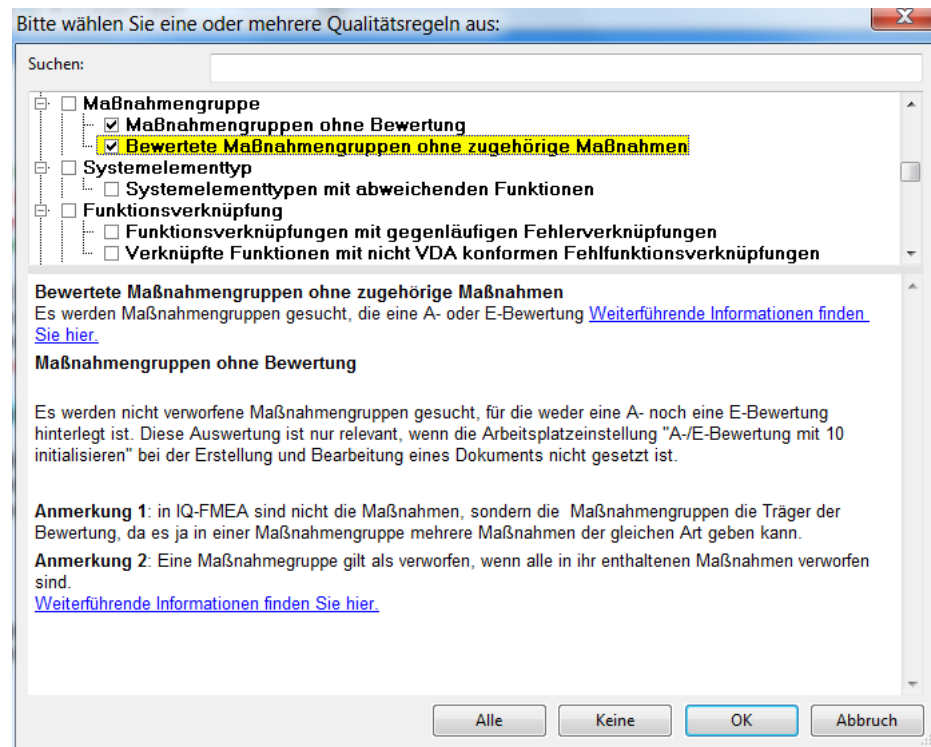 Bitte wählen Sie eine oder mehrere Qualitätsregeln aus:
Suchen:
Maßnahmengruppe
Maßnahmengruppen ohne Bewertung
Bewertete Maßnahmengruppen ohne zugehörige Maßnahmen
Systemelementtyp
Systemelementtypen mit abweichenden Funktionen
Funktionsverknüpfung
Funktionsverknüpfungen mit gegenläufigen Fehlerverknüpfungen
Verknüpfte Funktionen mit nicht VDA konformen Fehlfunktionsverknüpfungen
Bewertete Maßnahmengruppen ohne zugehörige Maßnahmen
Es werden Maßnahmengruppen gesucht, die eine A- oder E-Bewertung Weiterführende Informationen finden
Sie hier.
Maßnahmengruppen ohne Bewertung
Es werden nicht verworfene Maßnahmengruppen gesucht, für die weder eine A- noch eine E-Bewertung
hinterlegt ist. Diese Auswertung ist nur relevant, wenn die Arbeitsplatzeinstellung "A-/E-Bewertung mit 10
initialisieren" bei der Erstellung und Bearbeitung eines Dokuments nicht gesetzt ist.
Anmerkung 1: in IQ-FMEA sind nicht die Maßnahmen, sondern die Maßnahmengruppen die Träger der
Bewertung, da es ja in einer Maßnahmengruppe mehrere Maßnahmen der gleichen Art geben kann.
Anmerkung 2: Eine Maßnahmegruppe gilt als verworfen, wenn alle in ihr enthaltenen Maßnahmen verworfen
sind.
Weiterführende Informationen finden Sie hier.
Alle Keine OK Abbruch